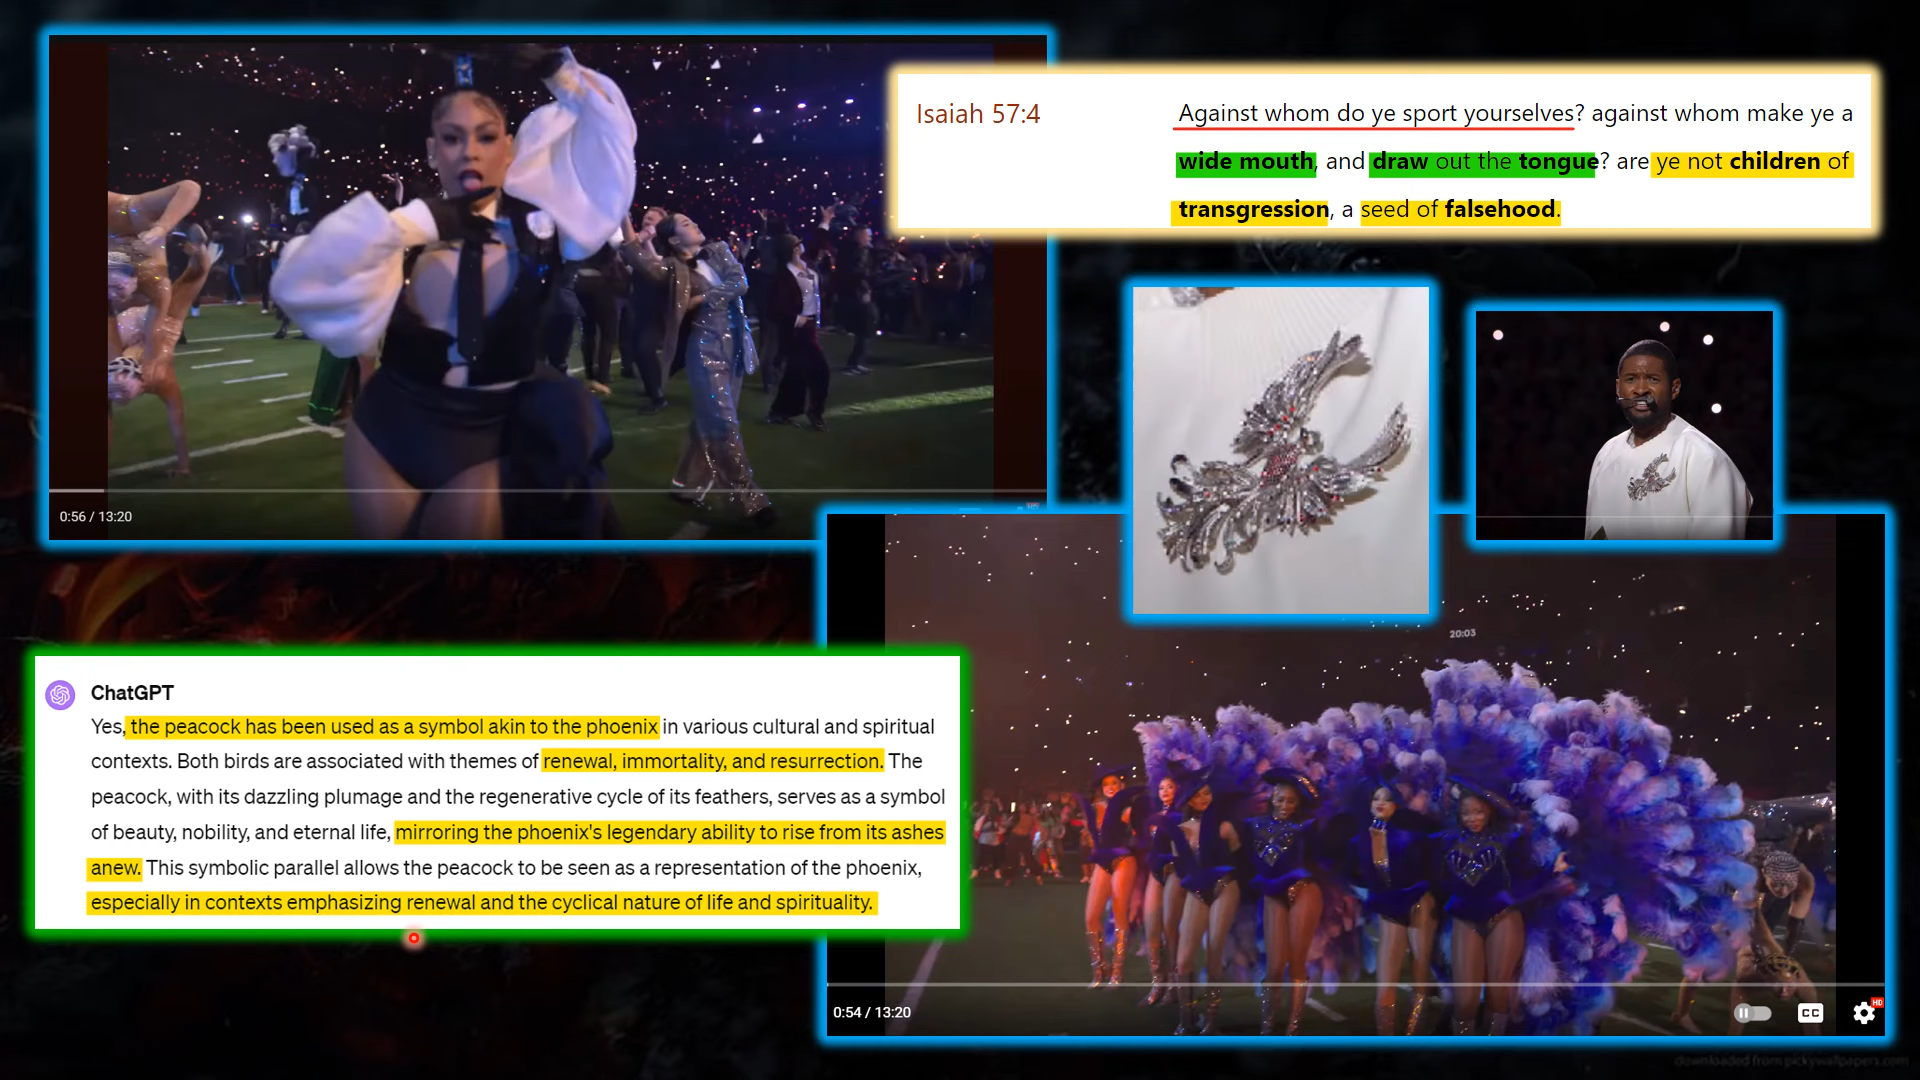 Isaiah 57:4
Against whom do ye sport yourselves? against whom make ye a
wide mouth, and draw out the tongue? are ye not children of
transgression, a seed of falsehood.
0:56 / 13:20
20:03
ChatGPT
Yes, the peacock has been used as a symbol akin to the phoenix in various cultural and spiritual
contexts. Both birds are associated with themes of renewal, immortality, and resurrection. The
peacock, with its dazzling plumage and the regenerative cycle of its feathers, serves as a symbol
of beauty, nobility, and eternal life, mirroring the phoenix's legendary ability to rise from its ashes
anew. This symbolic parallel allows the peacock to be seen as a representation of the phoenix,
especially in contexts emphasizing renewal and the cyclical nature of life and spirituality.
0:54 / 13:20
CC
HD
downloaded from pickywallpapers.com